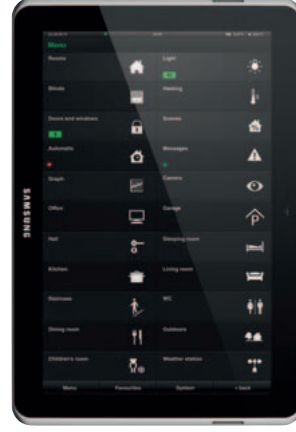 Menu
Rooms
Light
Blinds
Heating
Doors and windows
Scenes
Automatic
Messages
Graph
Camera
Office
Garage
P
Hall
Sleeping room
Kitchen
Living room
Staircase
WC
Dining room
Outdoors
Children's room
Weather station
Menu
Favourites
System
< back
SAMSUNG